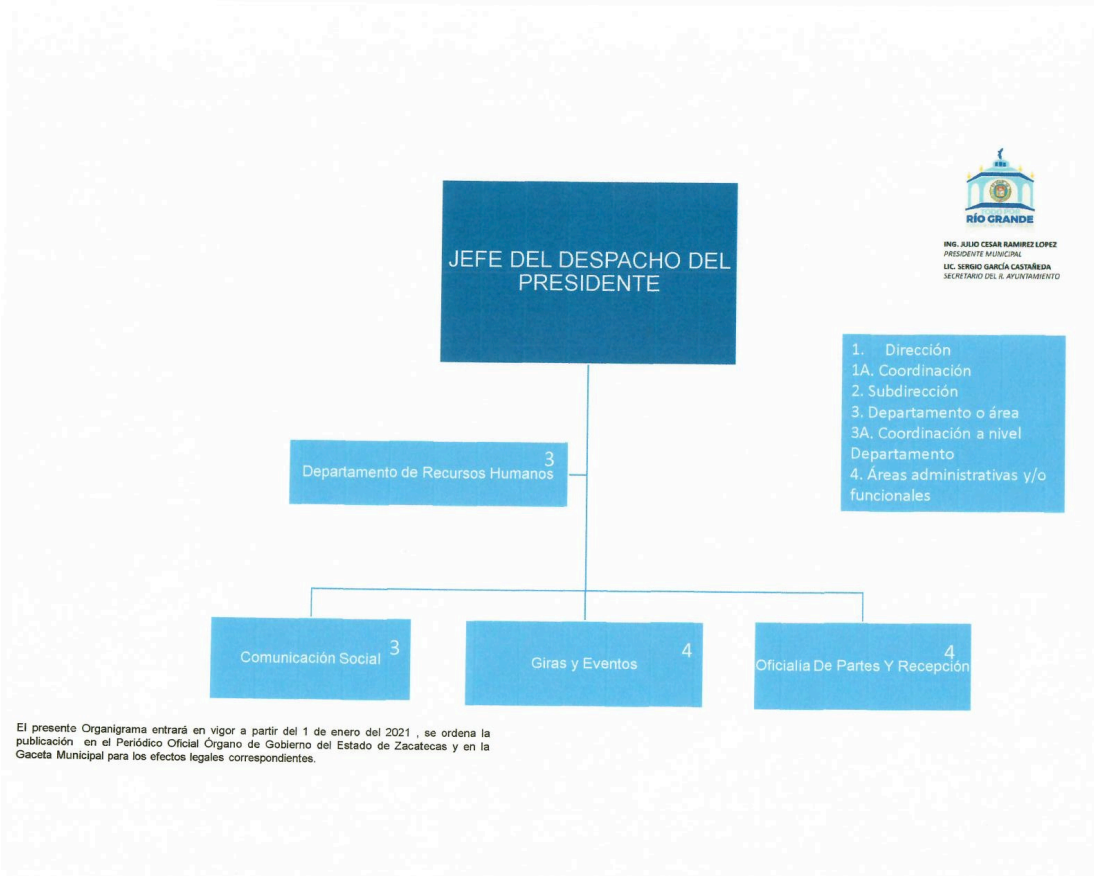 TODO POR
RÍO GRANDE
ING. JULIO CESAR RAMIREZ LOPEZ
PRESIDENTE MUNICIPAL
LIC. SERGIO GARCÍA CASTAÑEDA
SECRETARIO DEL R. AYUNTAMIENTO
JEFE DEL DESPACHO DEL
PRESIDENTE
1. Dirección
1A. Coordinación
2. Subdirección
3. Departamento o área
3A. Coordinación a nivel
Departamento
4. Áreas administrativas y/o
funcionales
3
Departamento de Recursos Humanos
Comunicación Social 3
Giras y Eventos 4
4
Oficialia De Partes Y Recepción
El presente Organigrama entrará en vigor a partir del 1 de enero del 2021 , se ordena la
publicación en el Periódico Oficial Órgano de Gobierno del Estado de Zacatecas y en la
Gaceta Municipal para los efectos legales correspondientes.